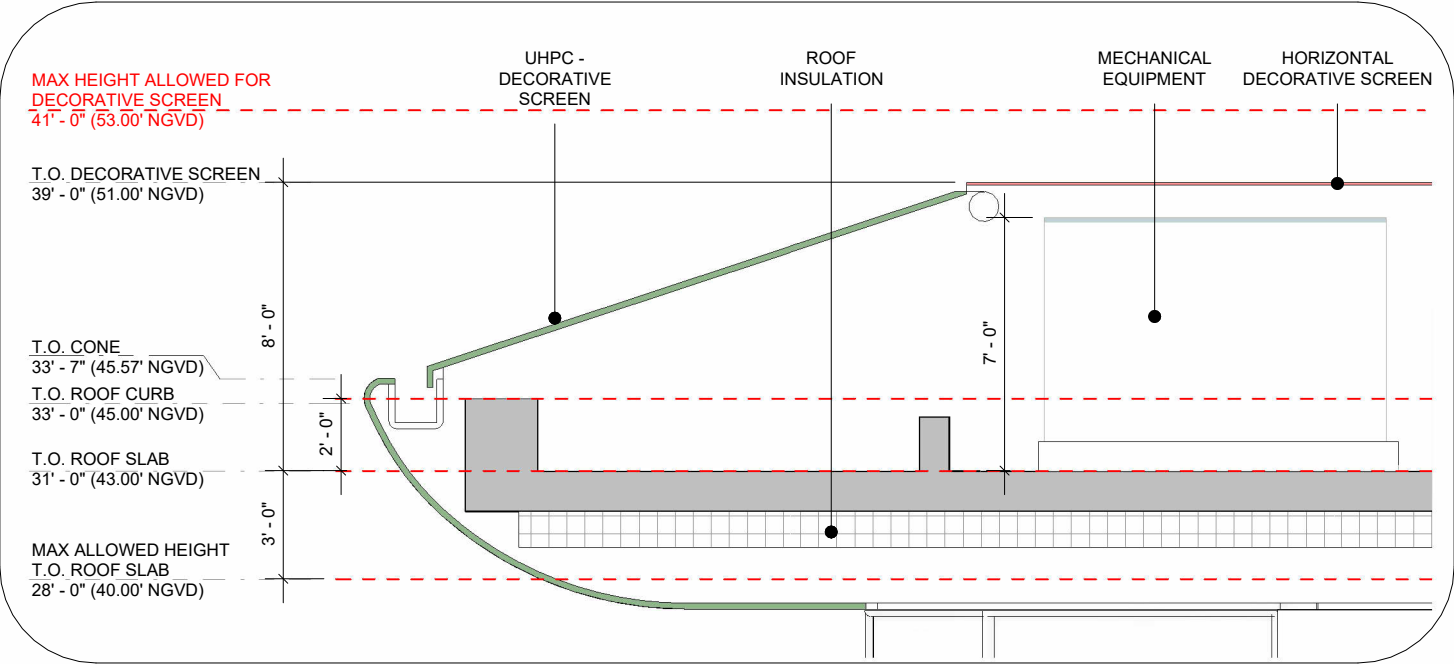 UHPC -
DECORATIVE
SCREEN
ROOF
INSULATION
MECHANICAL
EQUIPMENT
HORIZONTAL
DECORATIVE SCREEN
MAX HEIGHT ALLOWED FOR
DECORATIVE SCREEN
41' - 0" (53.00' NGVD)
T.O. DECORATIVE SCREEN
39' - 0" (51.00' NGVD)
8' - 0"
7' - 0"
T.O. CONE
33' - 7" (45.57' NGVD)
T.O. ROOF CURB
33' - 0" (45.00' NGVD)
2' - 0"
T.O. ROOF SLAB
31' - 0" (43.00' NGVD)
3' - 0"
MAX ALLOWED HEIGHT
T.O. ROOF SLAB
28' - 0" (40.00' NGVD)